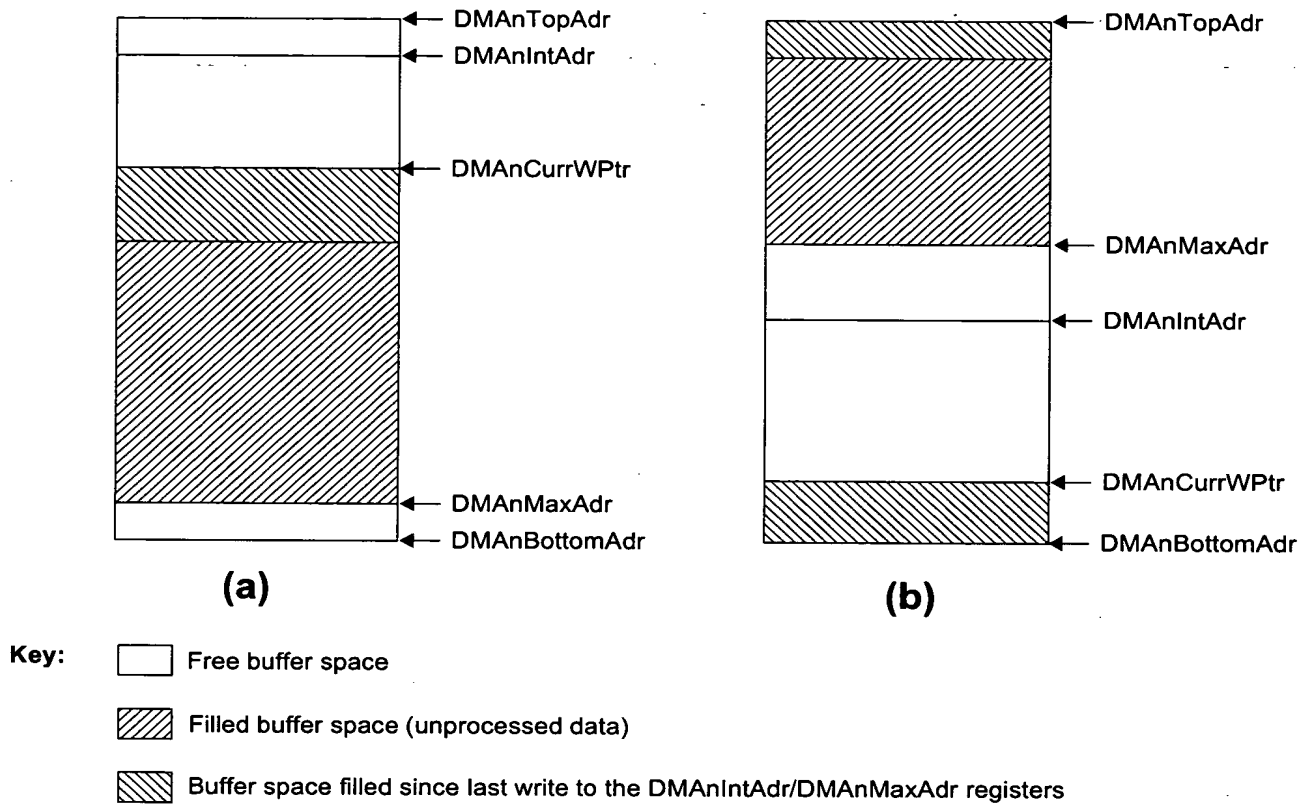 DMAnTopAdr
DMAnIntAdr
DMAnCurrWPtr
DMAnMaxAdr
DMAnBottomAdr
(a)
DMAnTopAdr
DMAnMaxAdr
DMAnIntAdr
DMAnCurrWPtr
DMAnBottomAdr
(b)
Key:
Free buffer space
Filled buffer space (unprocessed data)
Buffer space filled since last write to the DMAnIntAdr/DMAnMaxAdr registers